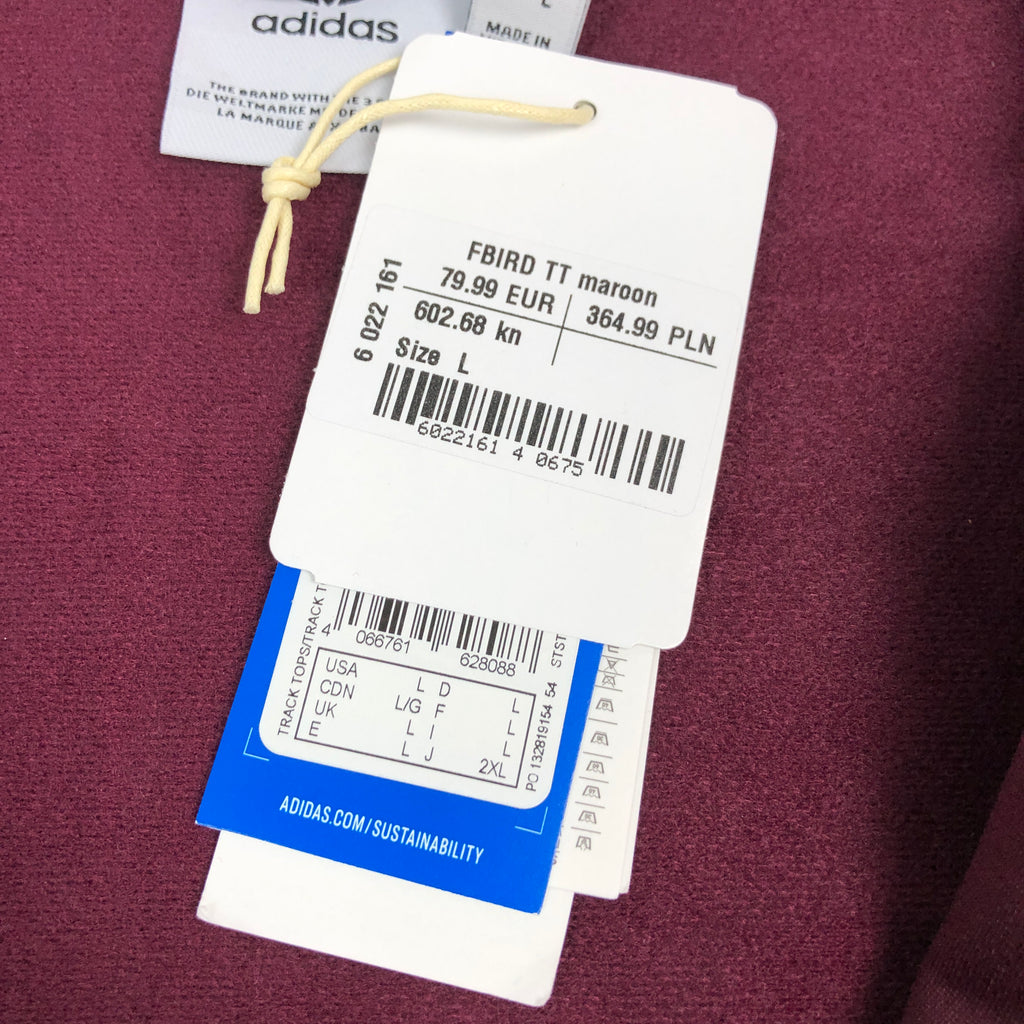 adidas
L
MADE IN
THE BRAND WITH THE 3
DIE WELTMARKE M
LA MARQUE A
FBIRD TT maroon
79.99 EUR
364.99 PLN
602.68 kn
Size L
6 022 161
6022161 4 0675
TRACK TOPS/TRACK T
4 066761 628088
USA L D L
CDN L/G F L
UK L I L
E L J 2XL
PO 132819154 54 STST
ADIDAS.COM/SUSTAINABILITY